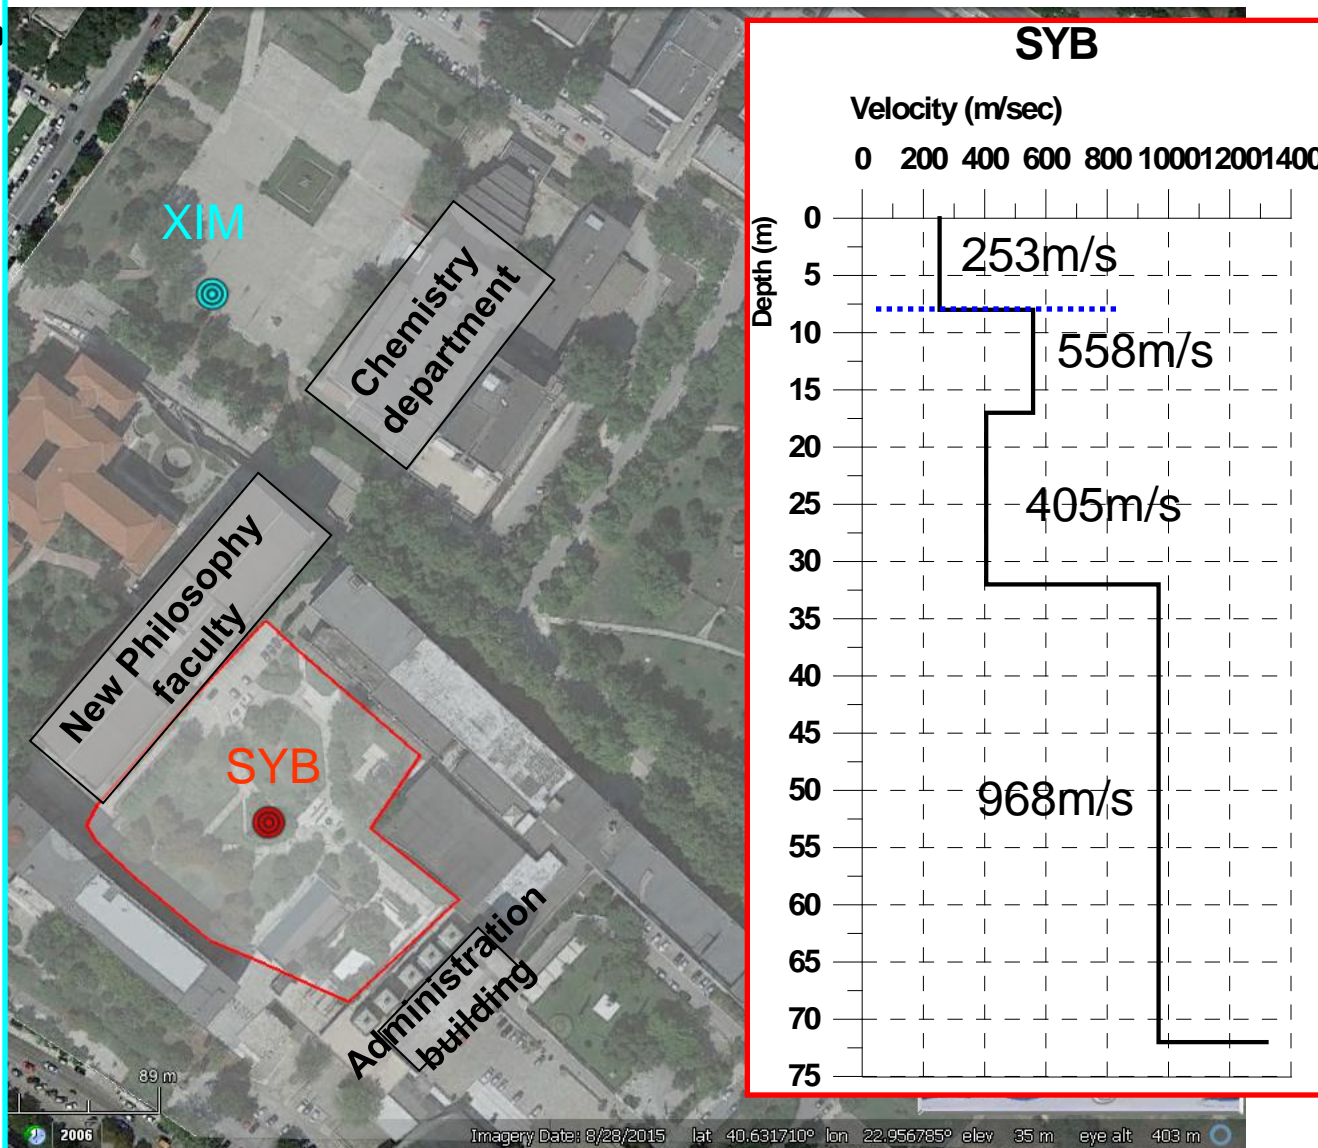 XIM
Chemistry
department
New Philosophy
faculty
SYB
Administration
building
89 m
2006
Imagery Date: 8/28/2015 lat 40.631710° lon 22.956785° elev 35 m eye alt 403 m
SYB
Velocity (m/sec)
0 200 400 600 800 1000 1200 1400
Depth (m)
0
253m/s
5
10
558m/s
15
20
25
405m/s
30
35
40
45
50
968m/s
55
60
65
70
75